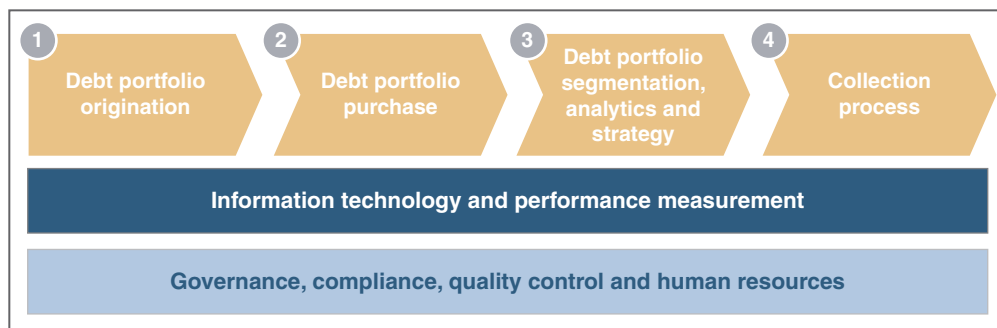 1
Debt portfolio
origination
2
Debt portfolio
purchase
3
Debt portfolio
segmentation,
analytics and
strategy
4
Collection
process
Information technology and performance measurement
Governance, compliance, quality control and human resources